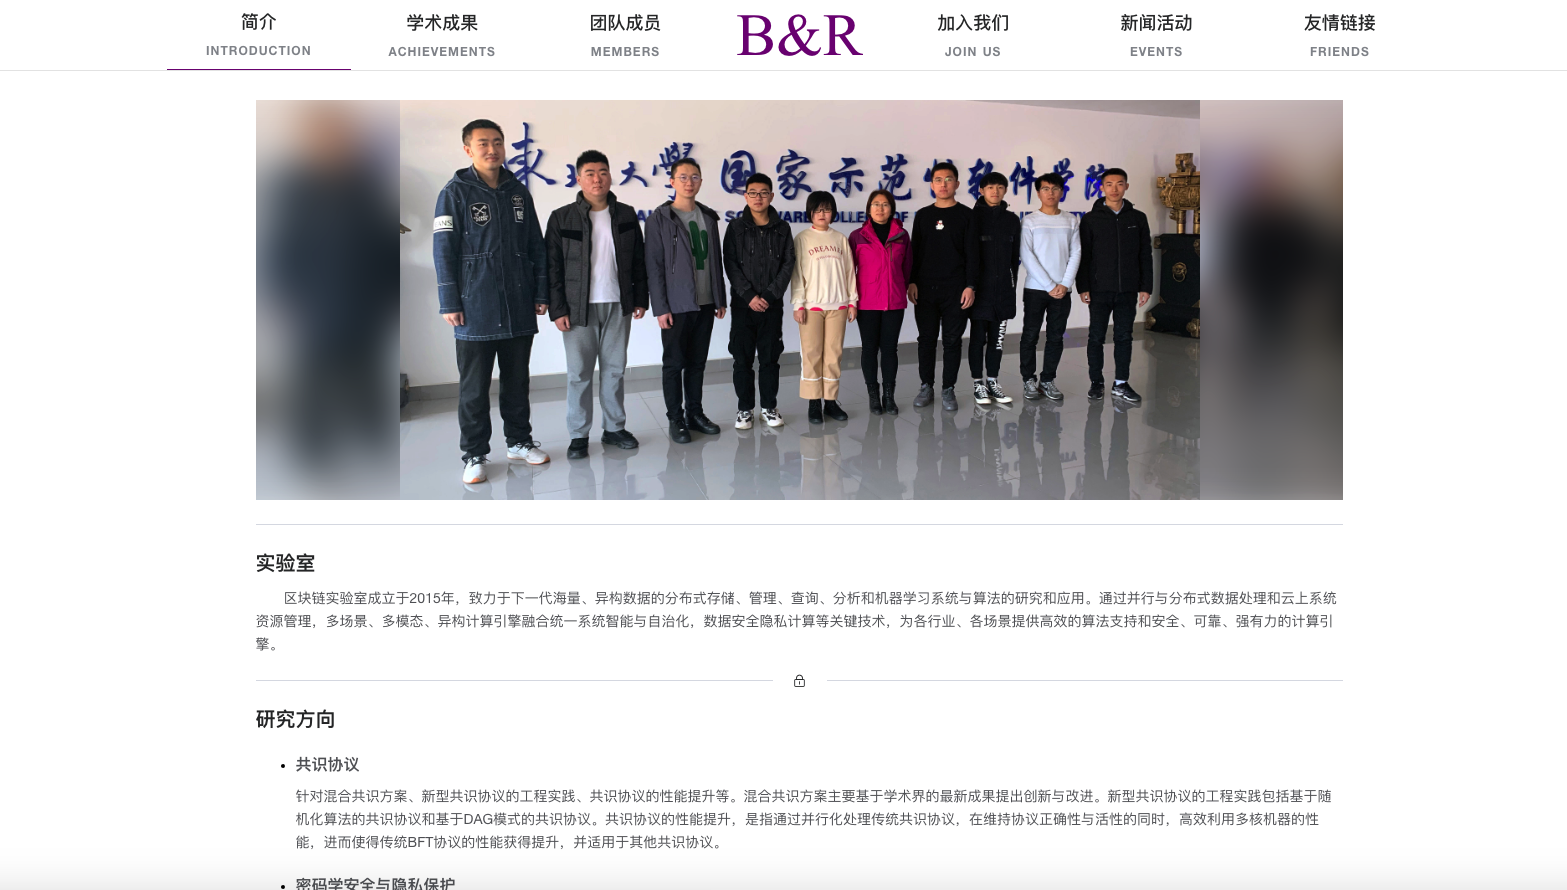 简介
INTRODUCTION
学术成果
ACHIEVEMENTS
团队成员
MEMBERS
B&R
加入我们
JOIN US
新闻活动
EVENTS
友情链接
FRIENDS
東北大學 国家示范性软件学院
SOFTWARE COLLEGE OF
DREAM
实验室
区块链实验室成立于2015年，致力于下一代海量、异构数据的分布式存储、管理、查询、分析和机器学习系统与算法的研究和应用。通过并行与分布式数据处理和云上系统
资源管理，多场景、多模态、异构计算引擎融合统一系统智能与自治化，数据安全隐私计算等关键技术，为各行业、各场景提供高效的算法支持和安全、可靠、强有力的计算引
擎。
研究方向
共识协议
针对混合共识方案、新型共识协议的工程实践、共识协议的性能提升等。混合共识方案主要基于学术界的最新成果提出创新与改进。新型共识协议的工程实践包括基于随
机化算法的共识协议和基于DAG模式的共识协议。共识协议的性能提升，是指通过并行化处理传统共识协议，在维持协议正确性与活性的同时，高效利用多核机器的性
能，进而使得传统BFT协议的性能获得提升，并适用于其他共识协议。
密码学安全与隐私保护